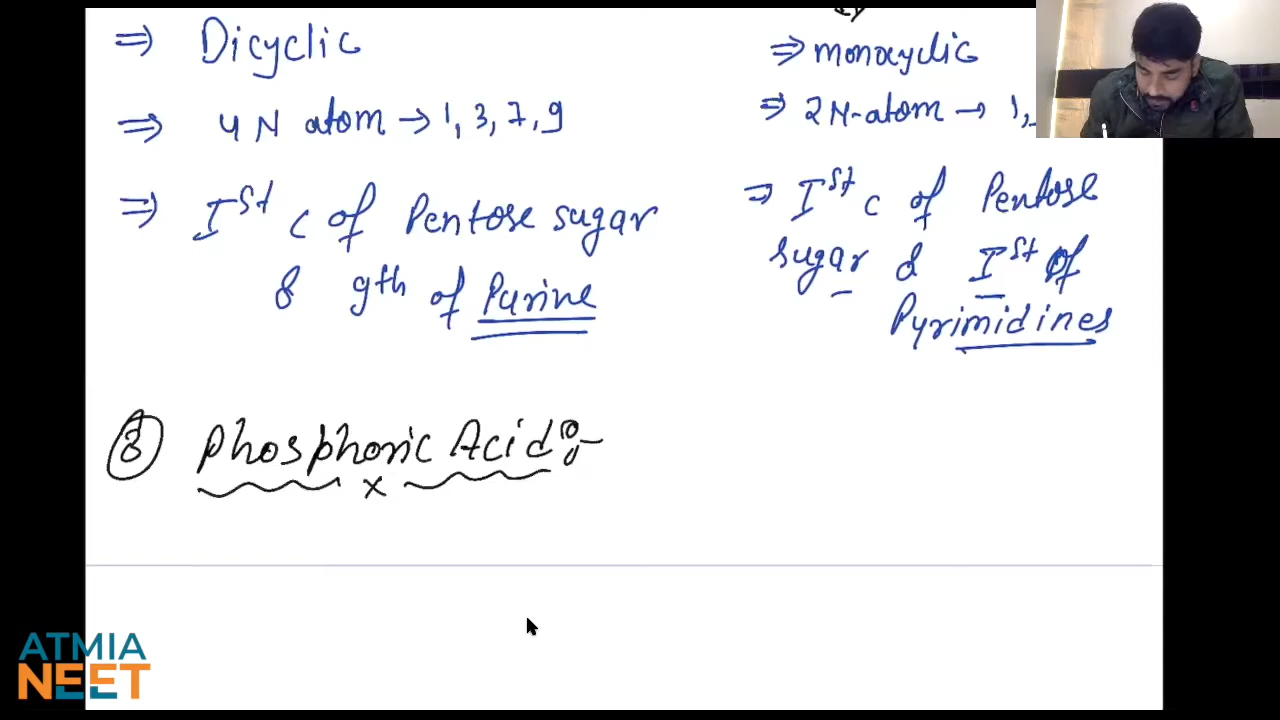 ⇒ Dicyclic
⇒ 4 N atom → 1, 3, 7, 9
⇒ Ist C of Pentose sugar
& 9th of Purine
⇒ monocyclic
⇒ 2 N-atom → 1,
⇒ Ist C of Pentose
sugar & Ist of
Pyrimidines
③ Phosphoric Acid :-
x
ATMIA
NEET